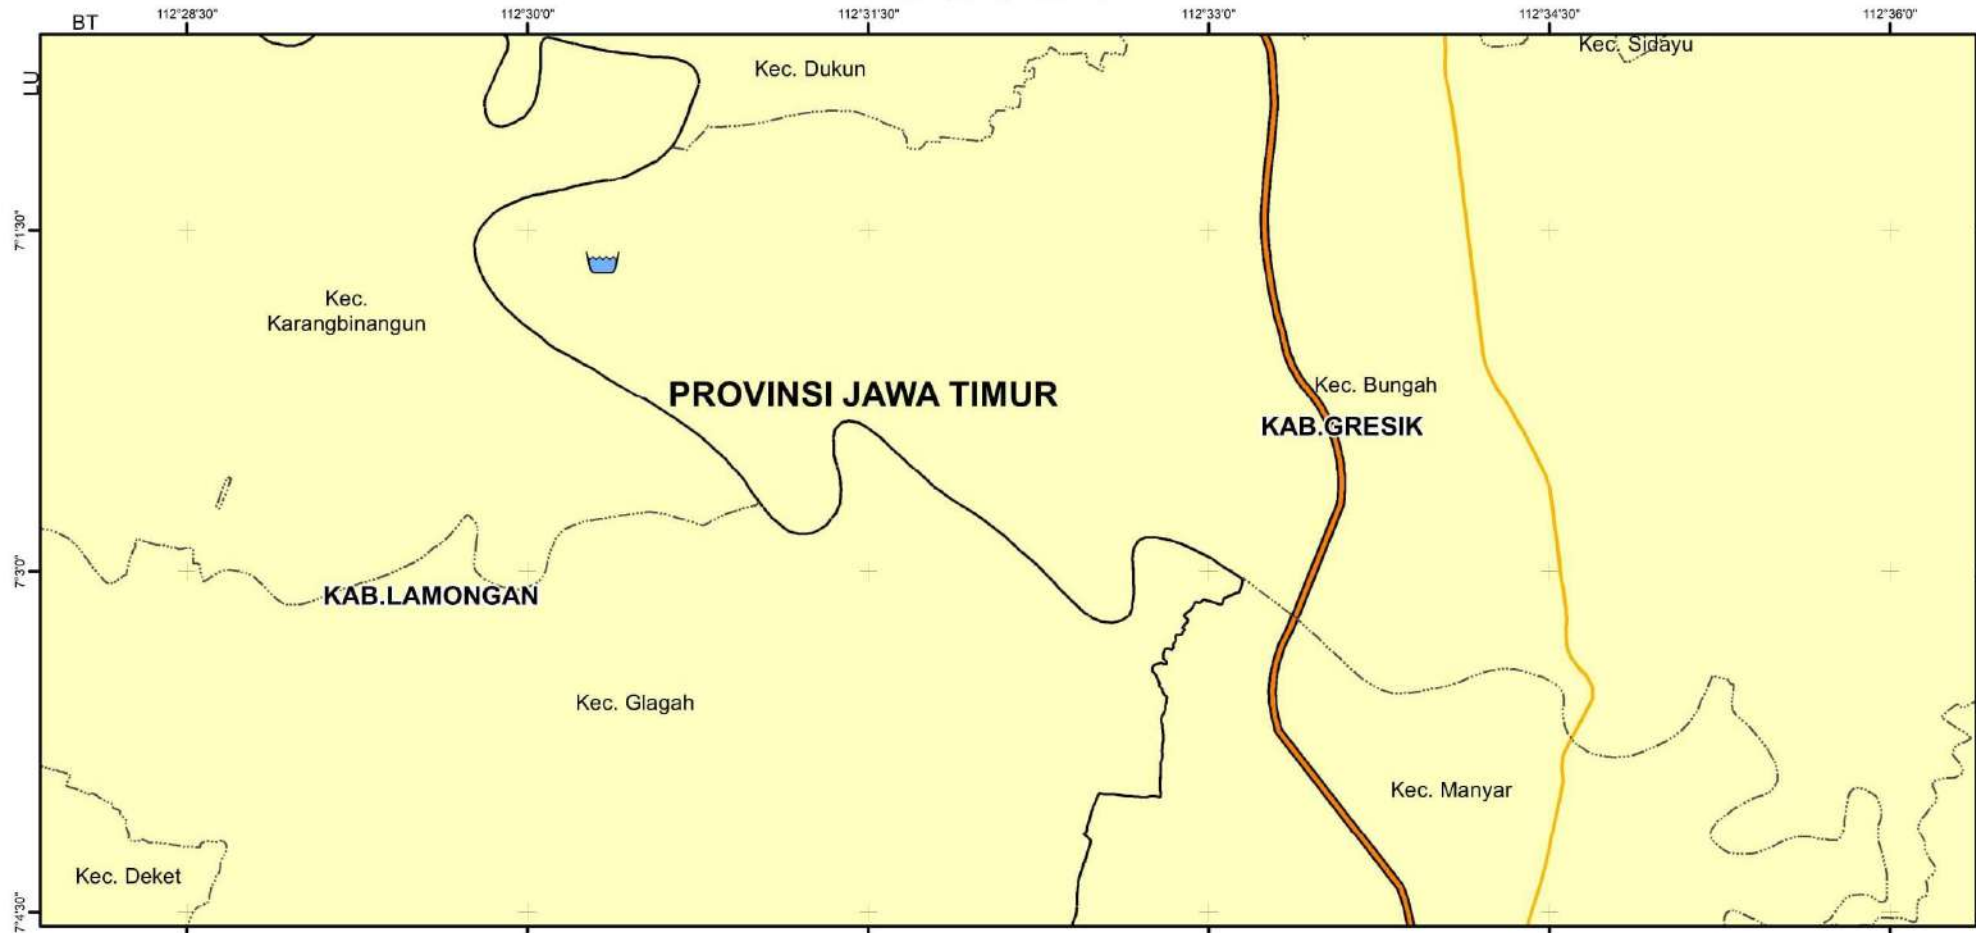 112°28'30"
112°30'0"
112°31'30"
112°33'0"
112°34'30"
112°36'0"
BT
LU
Kec. Sidayu
Kec. Dukun
7°1'30"
Kec.
Karangbinangun
PROVINSI JAWA TIMUR
Kec. Bungah
KAB.GRESIK
7°3'0"
KAB.LAMONGAN
Kec. Glagah
Kec. Manyar
Kec. Deket
7°4'30"